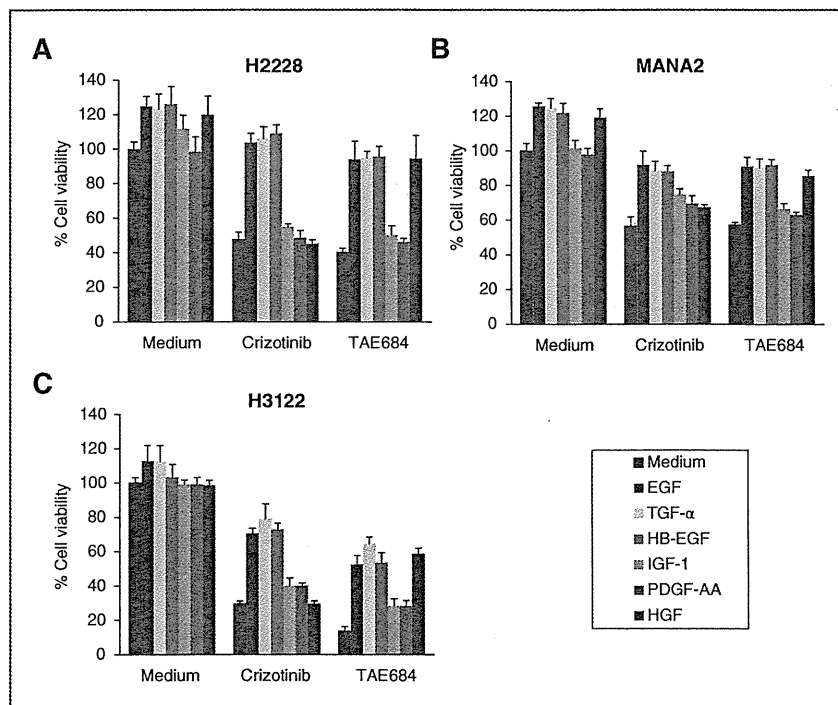 A
H2228
% Cell viability
140
120
100
80
60
40
20
0
Medium
Crizotinib
TAE684
B
MANA2
% Cell viability
140
120
100
80
60
40
20
0
Medium
Crizotinib
TAE684
C
H3122
% Cell viability
140
120
100
80
60
40
20
0
Medium
Crizotinib
TAE684
Medium
EGF
TGF-α
HB-EGF
IGF-1
PDGF-AA
HGF